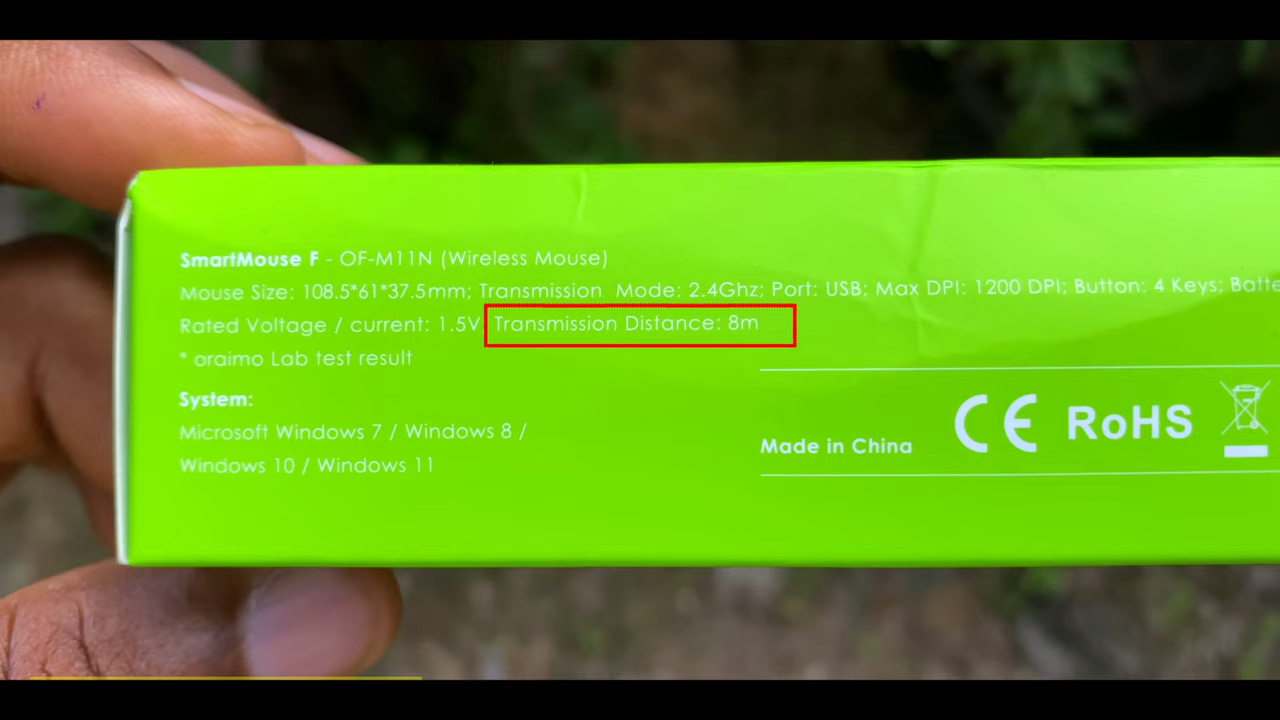 SmartMouse F - OF-M11N (Wireless Mouse)
Mouse Size: 108.5*61*37.5mm; Transmission Mode: 2.4Ghz; Port: USB; Max DPI: 1200 DPI; Button: 4 Keys;
Rated Voltage / current: 1.5V Transmission Distance: 8m
* oraimo Lab test result
System:
Microsoft Windows 7 / Windows 8 /
Windows 10 / Windows 11
Made in China
CE RoHS